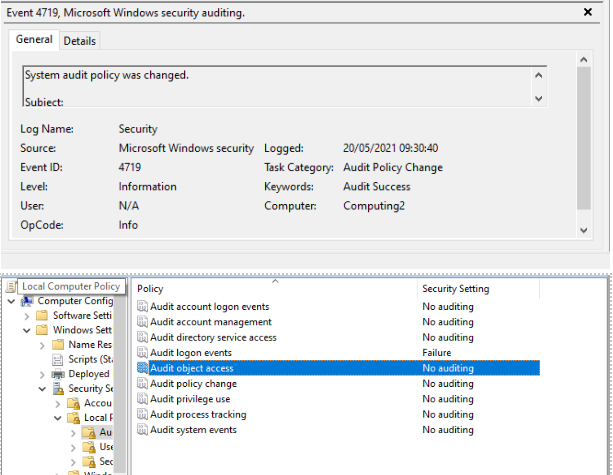 Event 4719, Microsoft Windows security auditing.
General Details
System audit policy was changed.
Subject:
Log Name: Security
Source: Microsoft Windows security Logged: 20/05/2021 09:30:40
Event ID: 4719 Task Category: Audit Policy Change
Level: Information Keywords: Audit Success
User: N/A Computer: Computing2
OpCode: Info
Local Computer Policy
Computer Config
Software Setti
Windows Sett
Name Res
Scripts (Sta
Deployed
Security Se
Accou
Local P
Au
Use
Sec
Windo
Policy Security Setting
Audit account logon events No auditing
Audit account management No auditing
Audit directory service access No auditing
Audit logon events Failure
Audit object access No auditing
Audit policy change No auditing
Audit privilege use No auditing
Audit process tracking No auditing
Audit system events No auditing